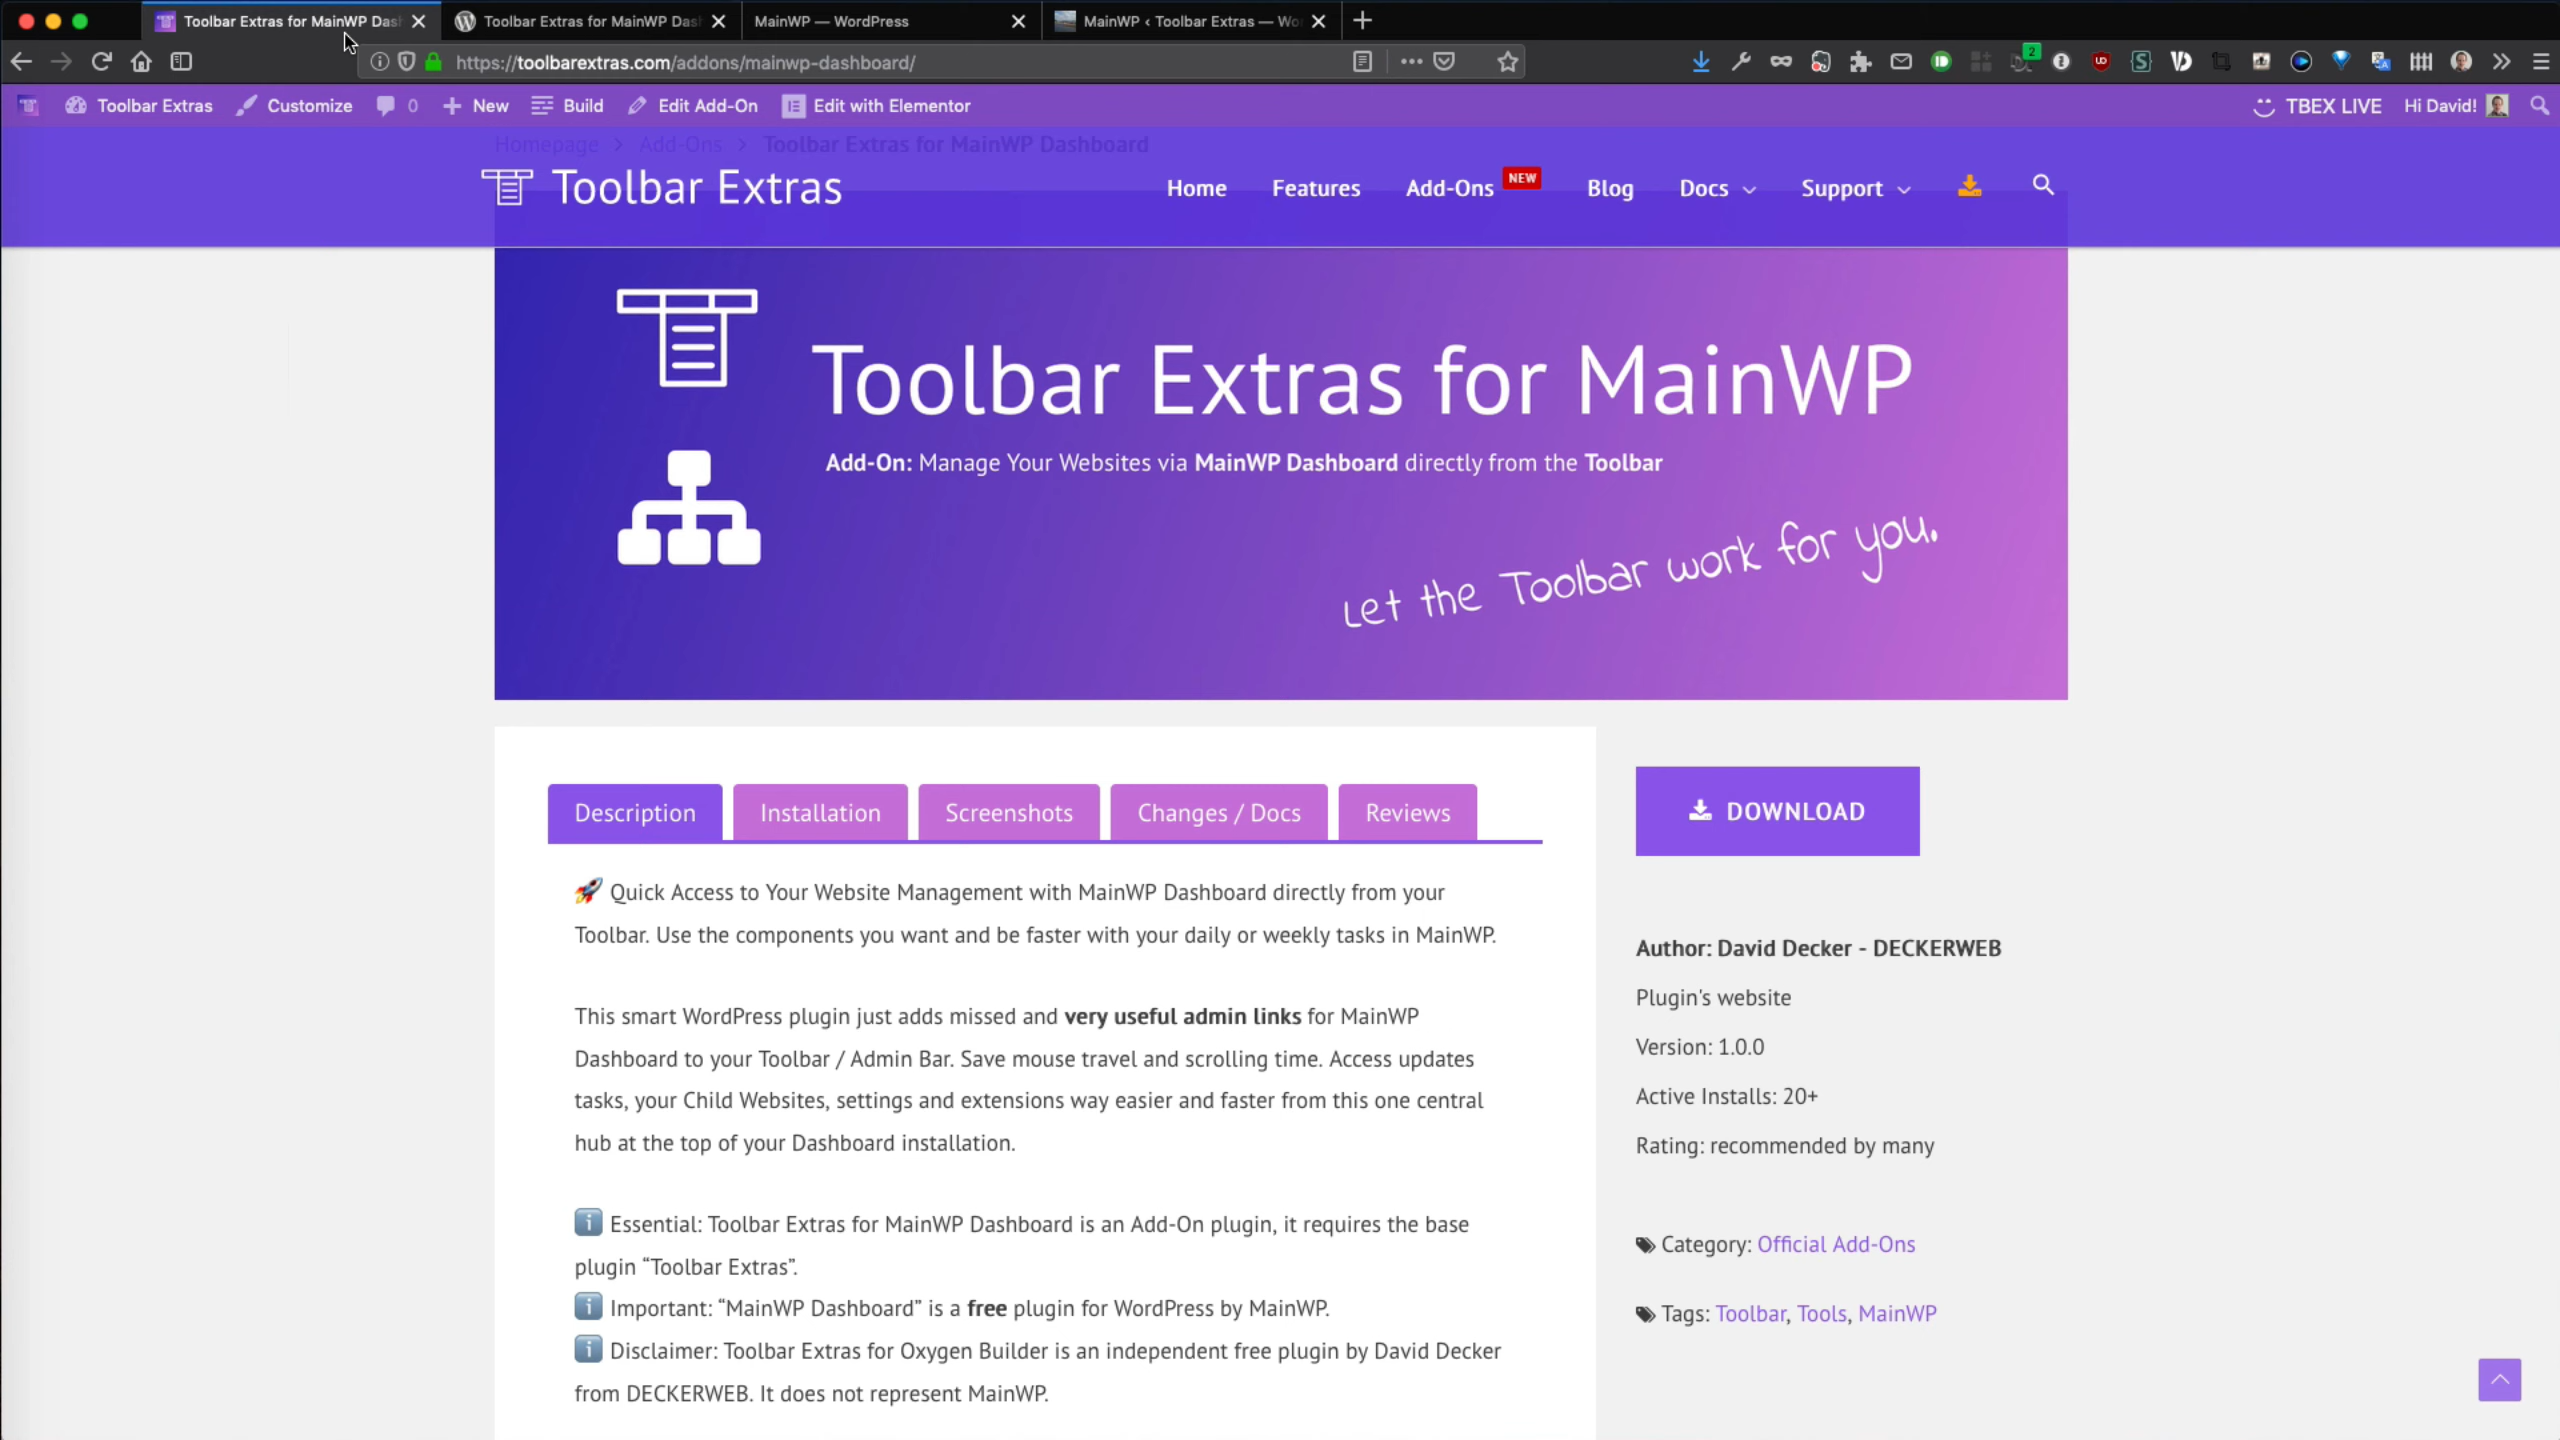 Toolbar Extras for MainWP Das
Toolbar Extras for MainWP Das
MainWP — WordPress
MainWP ‹ Toolbar Extras — Wo
https://toolbarextras.com/addons/mainwp-dashboard/
2
Toolbar Extras
Customize
0
New
Build
Edit Add-On
Edit with Elementor
TBEX LIVE
Hi David!
Homepage > Add-Ons > Toolbar Extras for MainWP Dashboard
Toolbar Extras
Home
Features
Add-Ons
NEW
Blog
Docs
Support
Toolbar Extras for MainWP
Add-On: Manage Your Websites via MainWP Dashboard directly from the Toolbar
Let the Toolbar work for you.
Description
Installation
Screenshots
Changes / Docs
Reviews
🚀 Quick Access to Your Website Management with MainWP Dashboard directly from your
Toolbar. Use the components you want and be faster with your daily or weekly tasks in MainWP.
This smart WordPress plugin just adds missed and very useful admin links for MainWP
Dashboard to your Toolbar / Admin Bar. Save mouse travel and scrolling time. Access updates
tasks, your Child Websites, settings and extensions way easier and faster from this one central
hub at the top of your Dashboard installation.
ℹ️ Essential: Toolbar Extras for MainWP Dashboard is an Add-On plugin, it requires the base
plugin “Toolbar Extras”.
ℹ️ Important: “MainWP Dashboard” is a free plugin for WordPress by MainWP.
ℹ️ Disclaimer: Toolbar Extras for Oxygen Builder is an independent free plugin by David Decker
from DECKERWEB. It does not represent MainWP.
DOWNLOAD
Author: David Decker - DECKERWEB
Plugin's website
Version: 1.0.0
Active Installs: 20+
Rating: recommended by many
Category: Official Add-Ons
Tags: Toolbar, Tools, MainWP